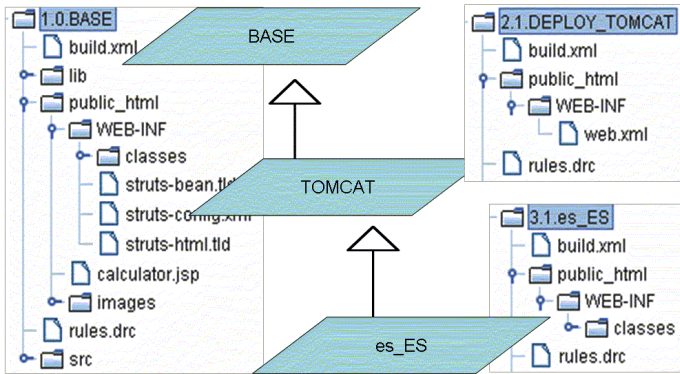 1.0.BASE
build.xml
lib
public_html
WEB-INF
classes
struts-bean.tld
struts-config.xml
struts-html.tld
calculator.jsp
images
rules.drc
src
BASE
TOMCAT
es_ES
2.1.DEPLOY_TOMCAT
build.xml
public_html
WEB-INF
web.xml
rules.drc
3.1.es_ES
build.xml
public_html
WEB-INF
classes
rules.drc